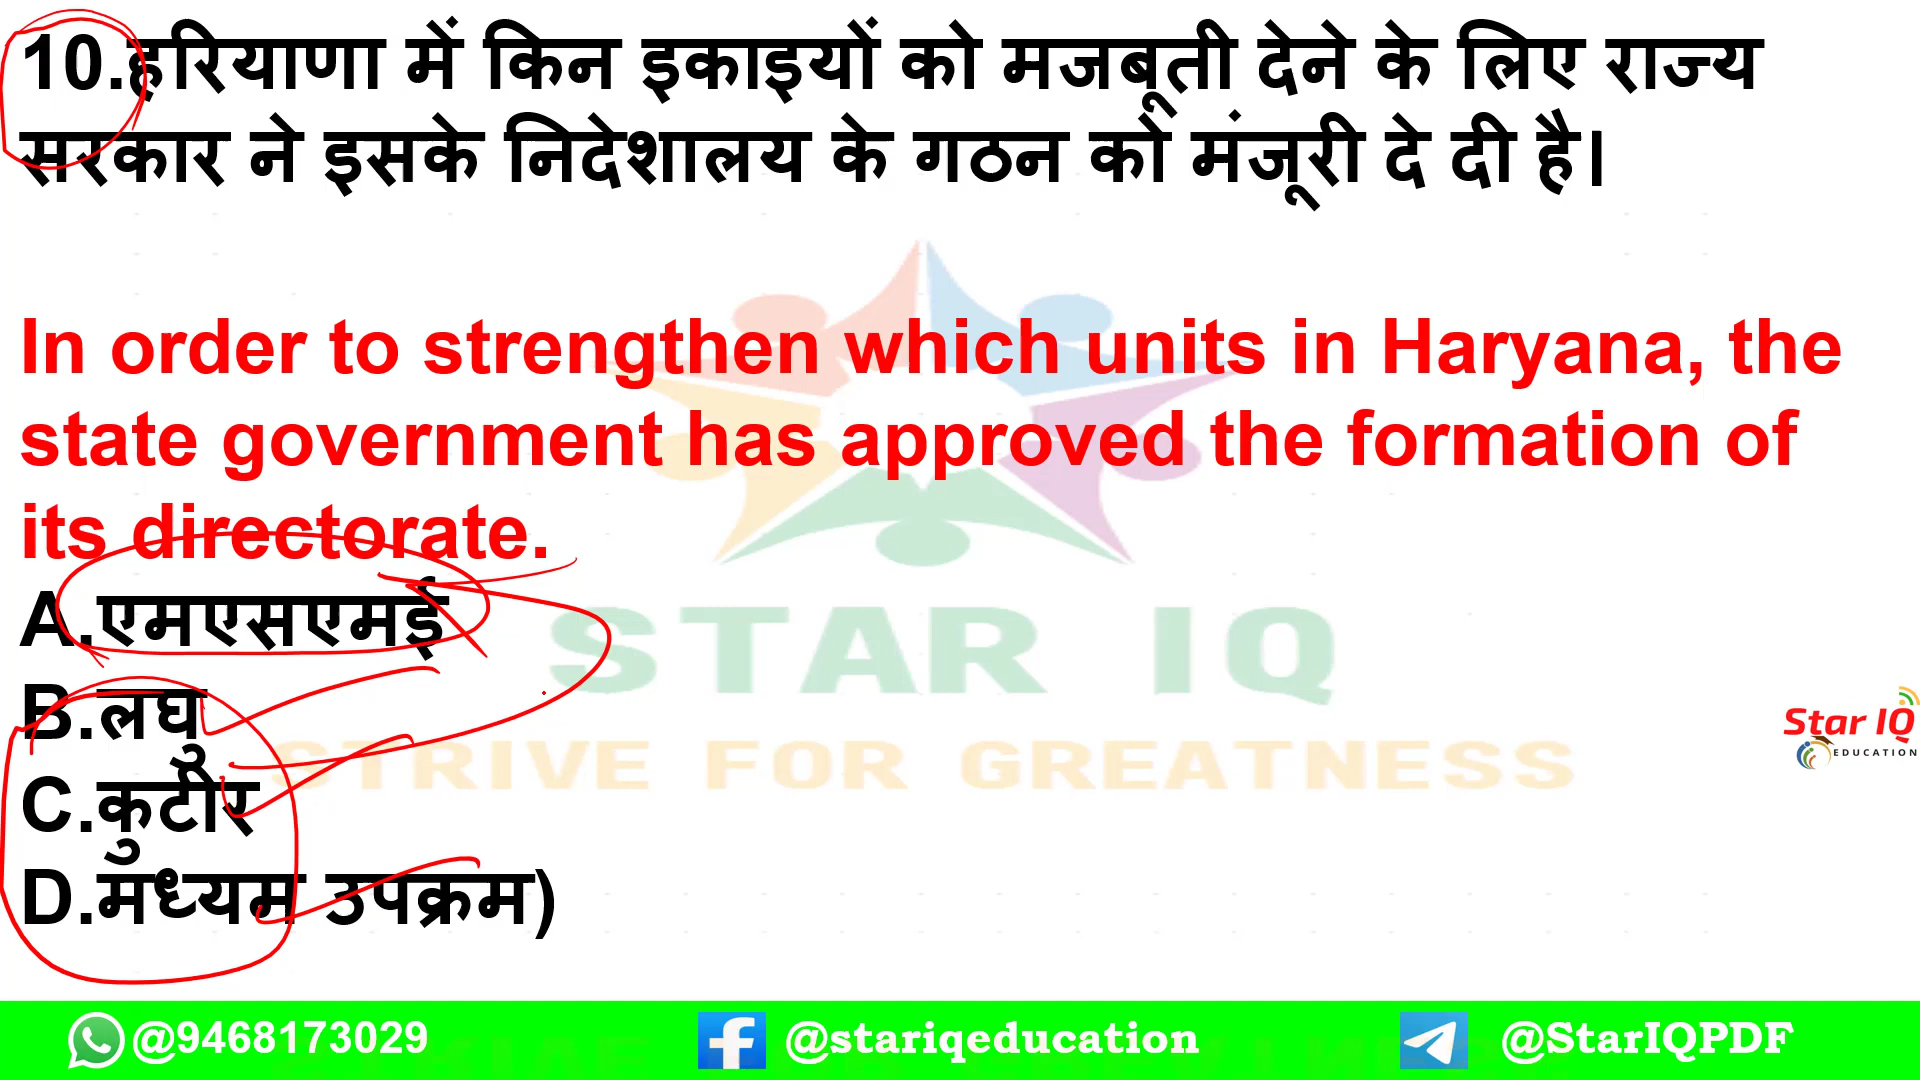 10.हरियाणा में किन इकाइयों को मजबूती देने के लिए राज्य
सरकार ने इसके निदेशालय के गठन को मंजूरी दे दी है।
In order to strengthen which units in Haryana, the
state government has approved the formation of
its directorate.
A.एमएसएमई
B.लघु
C.कुटीर
D.मध्यम उपक्रम)
STAR IQ
STRIVE FOR GREATNESS
Star IQ
EDUCATION
@9468173029
@stariqeducation
@StarIQPDF